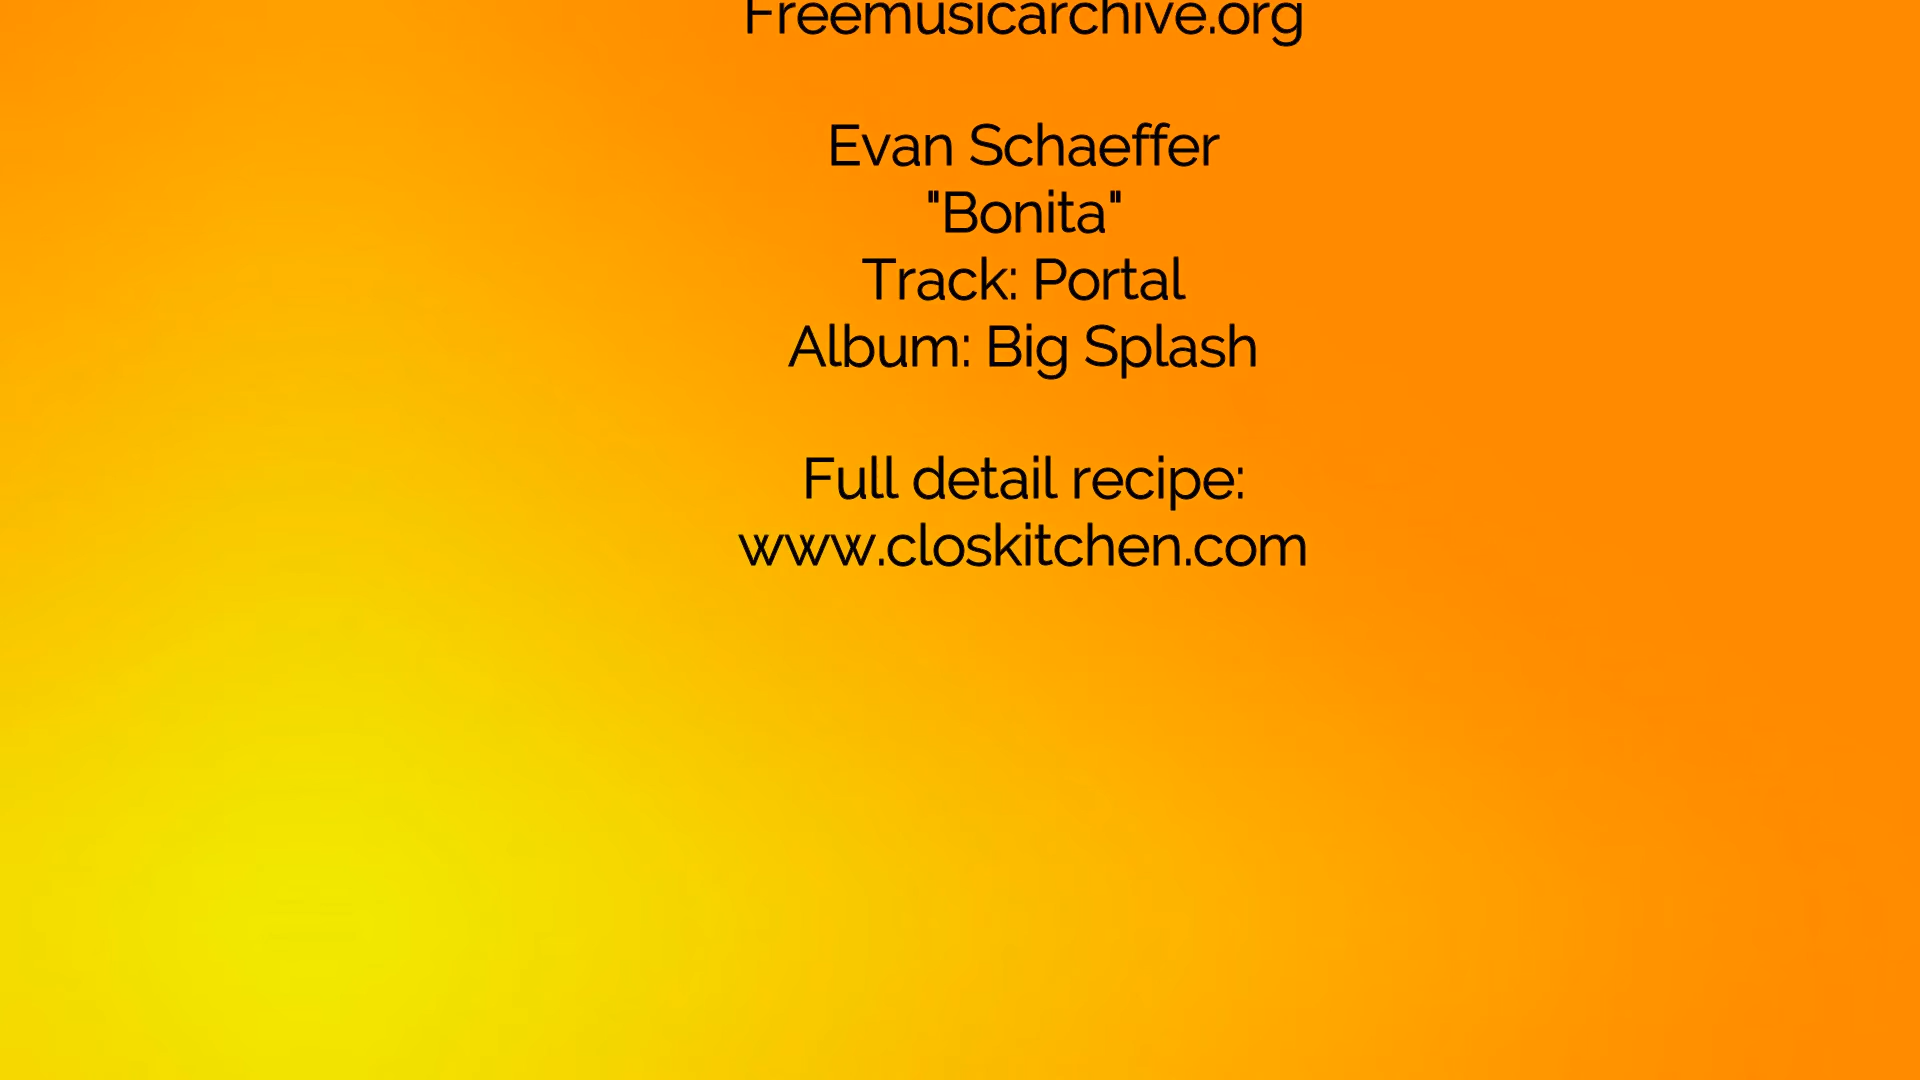 Freemusicarchive.org
Evan Schaeffer
"Bonita"
Track: Portal
Album: Big Splash
Full detail recipe:
www.closkitchen.com